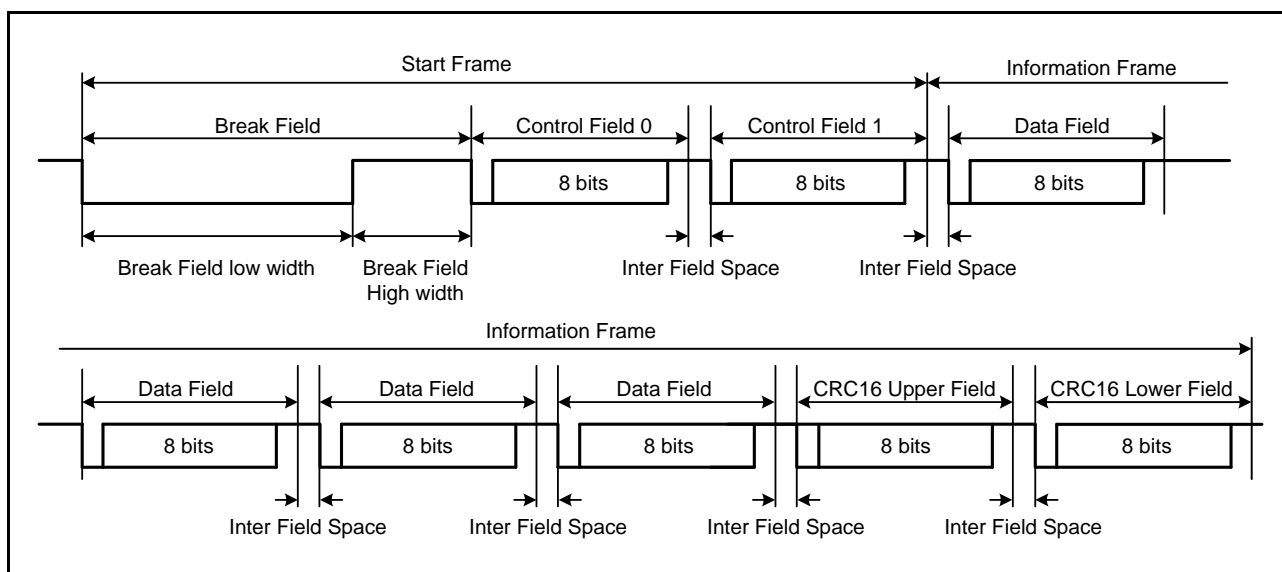 Start Frame
Information Frame
Break Field
Control Field 0
Control Field 1
Data Field
8 bits
8 bits
8 bits
Break Field low width
Break Field
High width
Inter Field Space
Inter Field Space
Information Frame
Data Field
Data Field
Data Field
CRC16 Upper Field
CRC16 Lower Field
8 bits
8 bits
8 bits
8 bits
8 bits
Inter Field Space
Inter Field Space
Inter Field Space
Inter Field Space